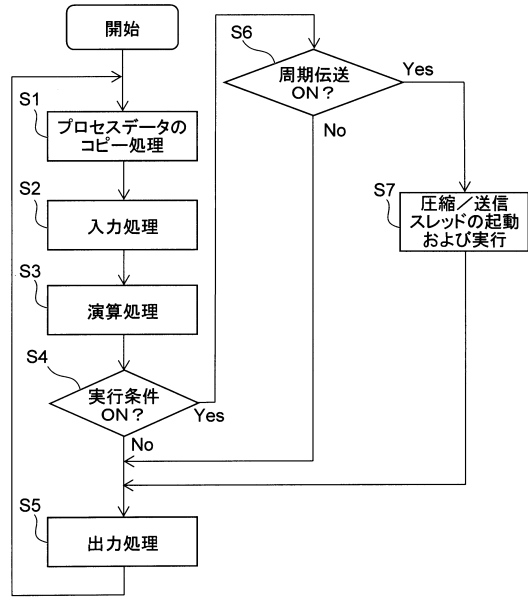 開始
S1
プロセスデータの
コピー処理
S2
入力処理
S3
演算処理
S4
実行条件
ON？
Yes
No
S5
出力処理
S6
周期伝送
ON？
Yes
No
S7
圧縮／送信
スレッドの起動
および実行